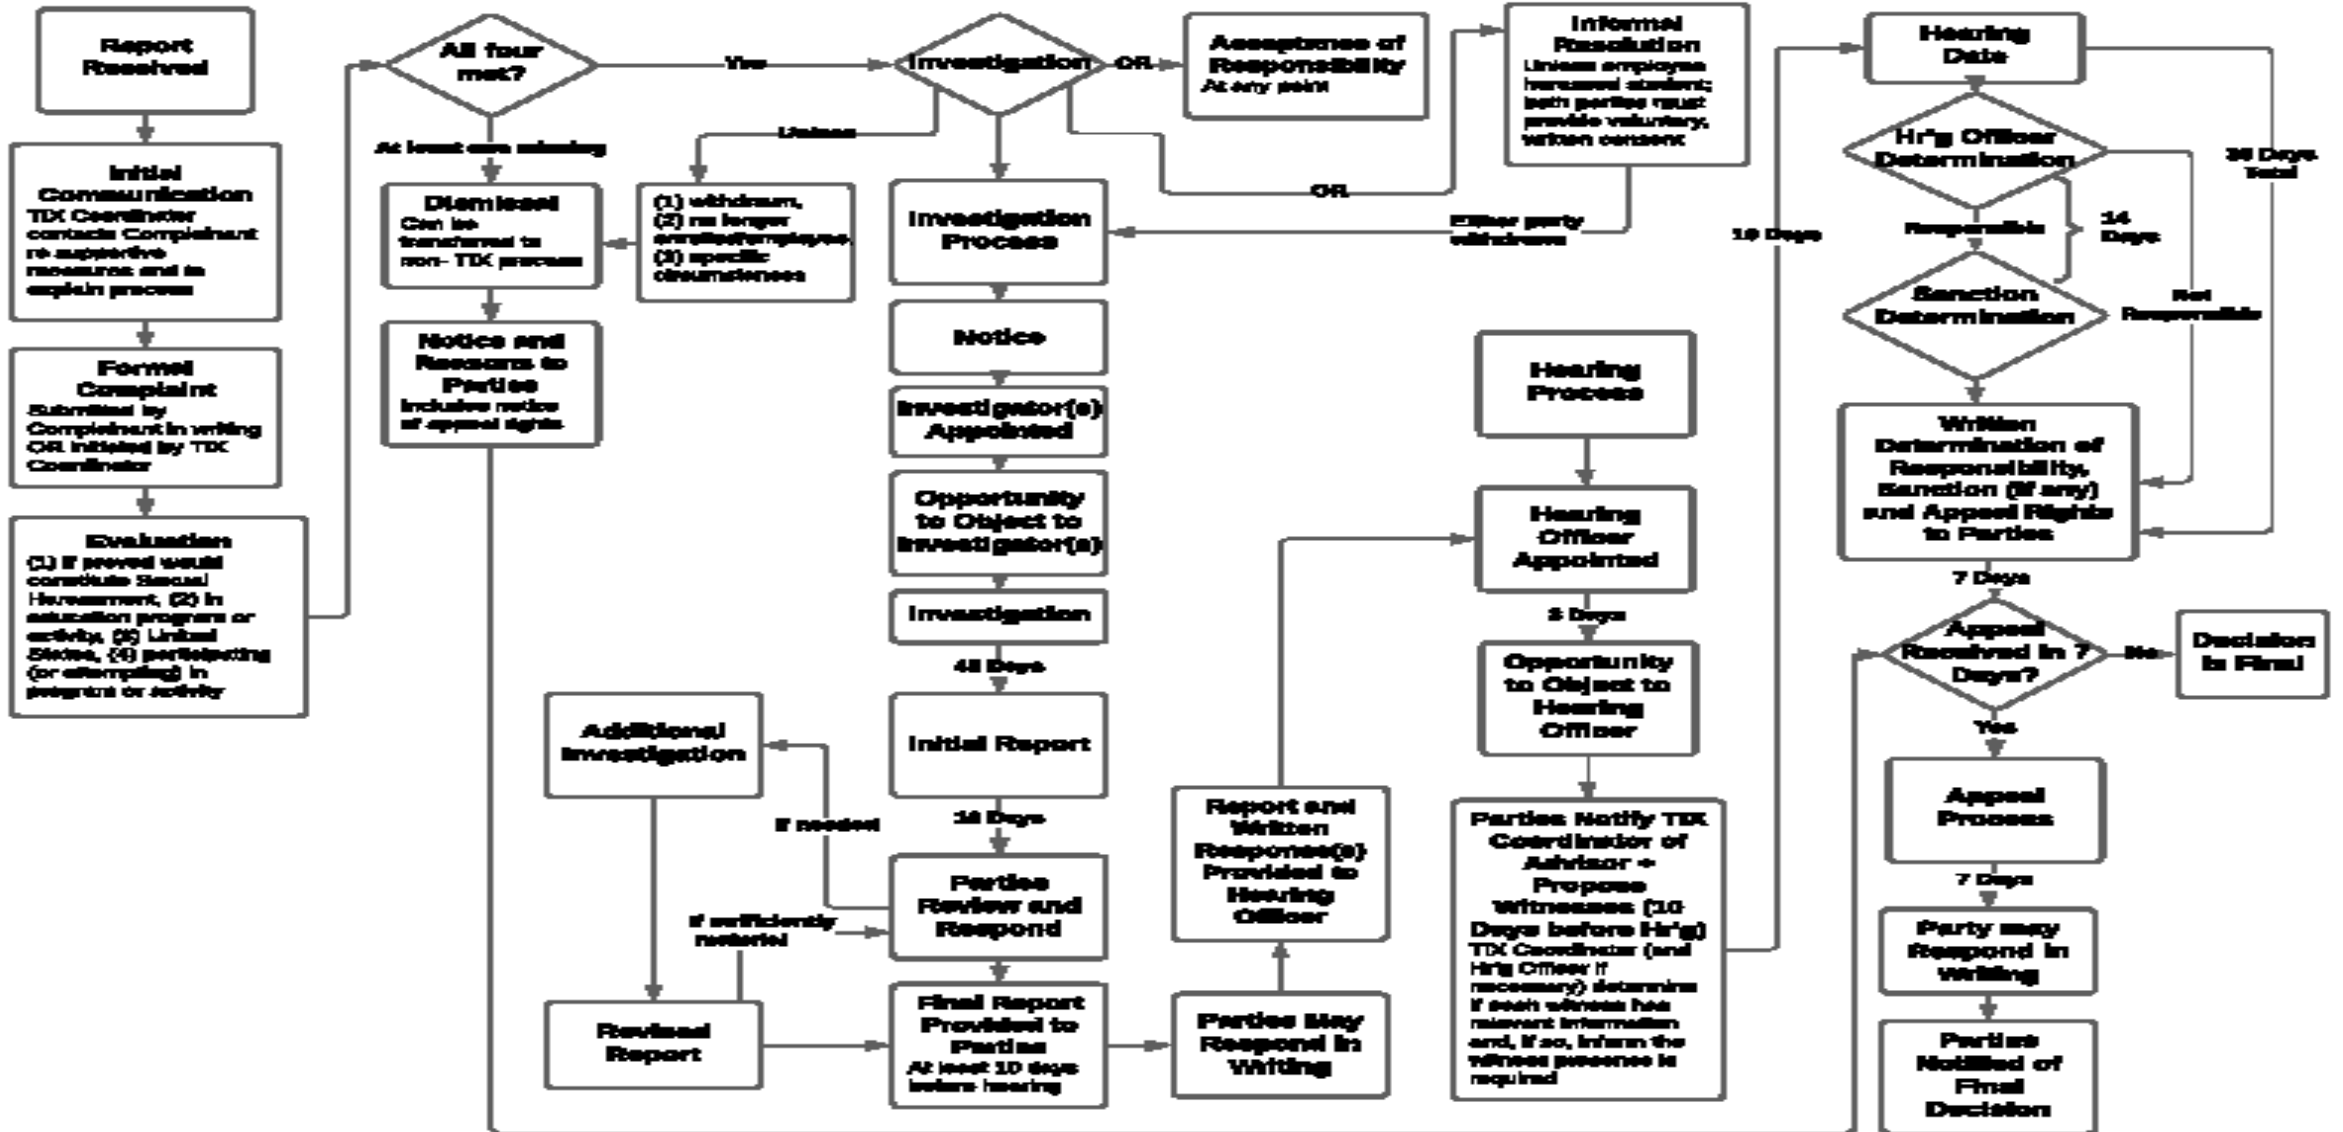 Report
Received
Initial
Communication
TIX Coordinator
contacts Complainant
re supportive
measures and to
explain process
Formal
Complaint
Submitted by
Complainant in writing
OR initiated by TIX
Coordinator
Evaluation
(1) if proved would
constitute Sexual
Harassment, (2) in
education program or
activity, (3) United
States, (4) participating
(or attempting) in
program or activity
All four
met?
Yes
At least one missing
Dismissal
Can be
transferred to
non- TIX process
Notice and
Reasons to
Parties
Includes notice
of appeal rights
Unless
(1) withdrawn,
(2) no longer
enrolled/employee,
(3) specific
circumstances
Investigation
OR
Acceptance of
Responsibility
At any point
OR
Informal
Resolution
Unless employee
harassed student;
both parties must
provide voluntary,
written consent
Either party
withdraws
Investigation
Process
Notice
Investigator(s)
Appointed
Opportunity
to Object to
Investigator(s)
Investigation
45 Days
Initial Report
10 Days
Parties
Review and
Respond
If needed
Additional
Investigation
Revised
Report
If sufficiently
material
Final Report
Provided to
Parties
At least 10 days
before hearing
Parties May
Respond in
Writing
Report and
Written
Response(s)
Provided to
Hearing
Officer
Hearing
Process
Hearing
Officer
Appointed
3 Days
Opportunity
to Object to
Hearing
Officer
Parties Notify TIX
Coordinator of
Advisor +
Propose
Witnesses (10
Days before Hr'g)
TIX Coordinator (and
Hr'g Officer if
necessary) determine
if each witness has
relevant information
and, if so, inform the
witness presence is
required
10 Days
Hearing
Date
Hr'g Officer
Determination
Responsible
14
Days
Not
Responsible
30 Days
Total
Sanction
Determination
Written
Determination of
Responsibility,
Sanction (if any)
and Appeal Rights
to Parties
7 Days
Appeal
Received in 7
Days?
No
Decision
is Final
Yes
Appeal
Process
7 Days
Party may
Respond in
Writing
Parties
Notified of
Final
Decision